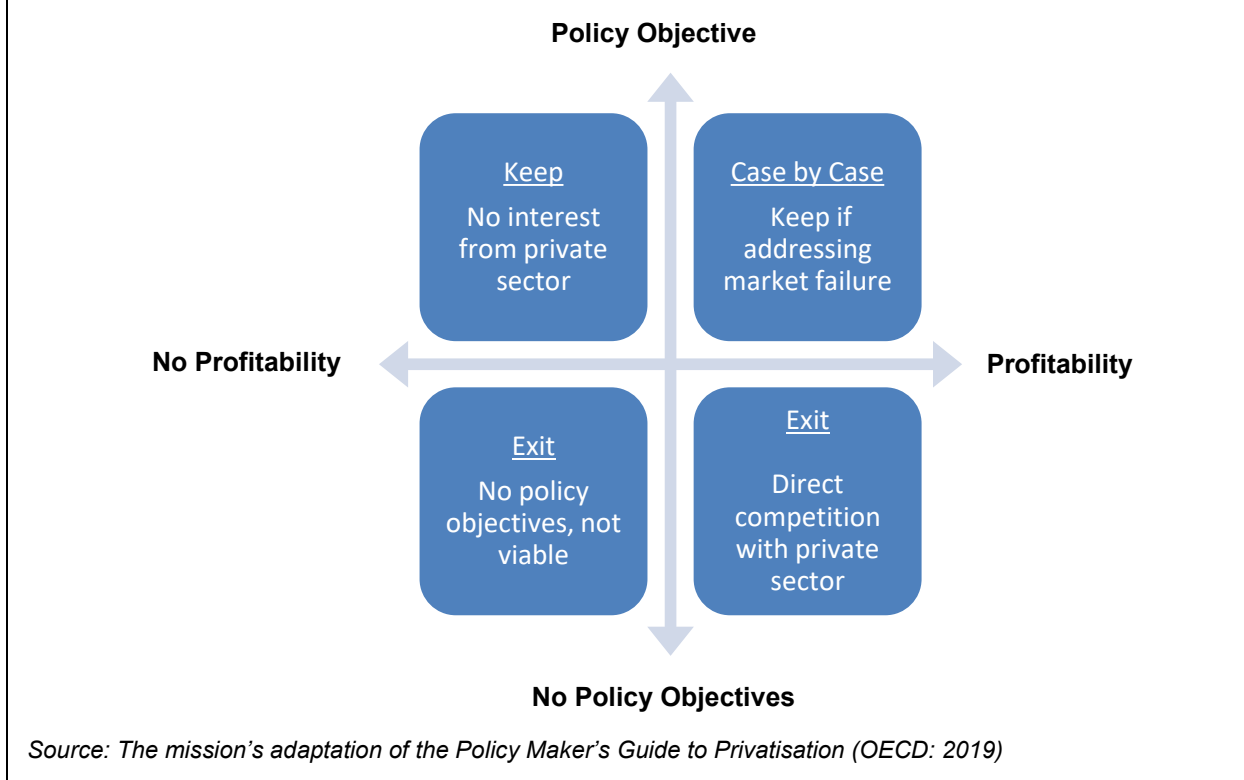 Policy Objective
Keep
No interest
from private
sector
Case by Case
Keep if
addressing
market failure
No Profitability
Profitability
Exit
No policy
objectives, not
viable
Exit
Direct
competition
with private
sector
No Policy Objectives
Source: The mission’s adaptation of the Policy Maker’s Guide to Privatisation (OECD: 2019)